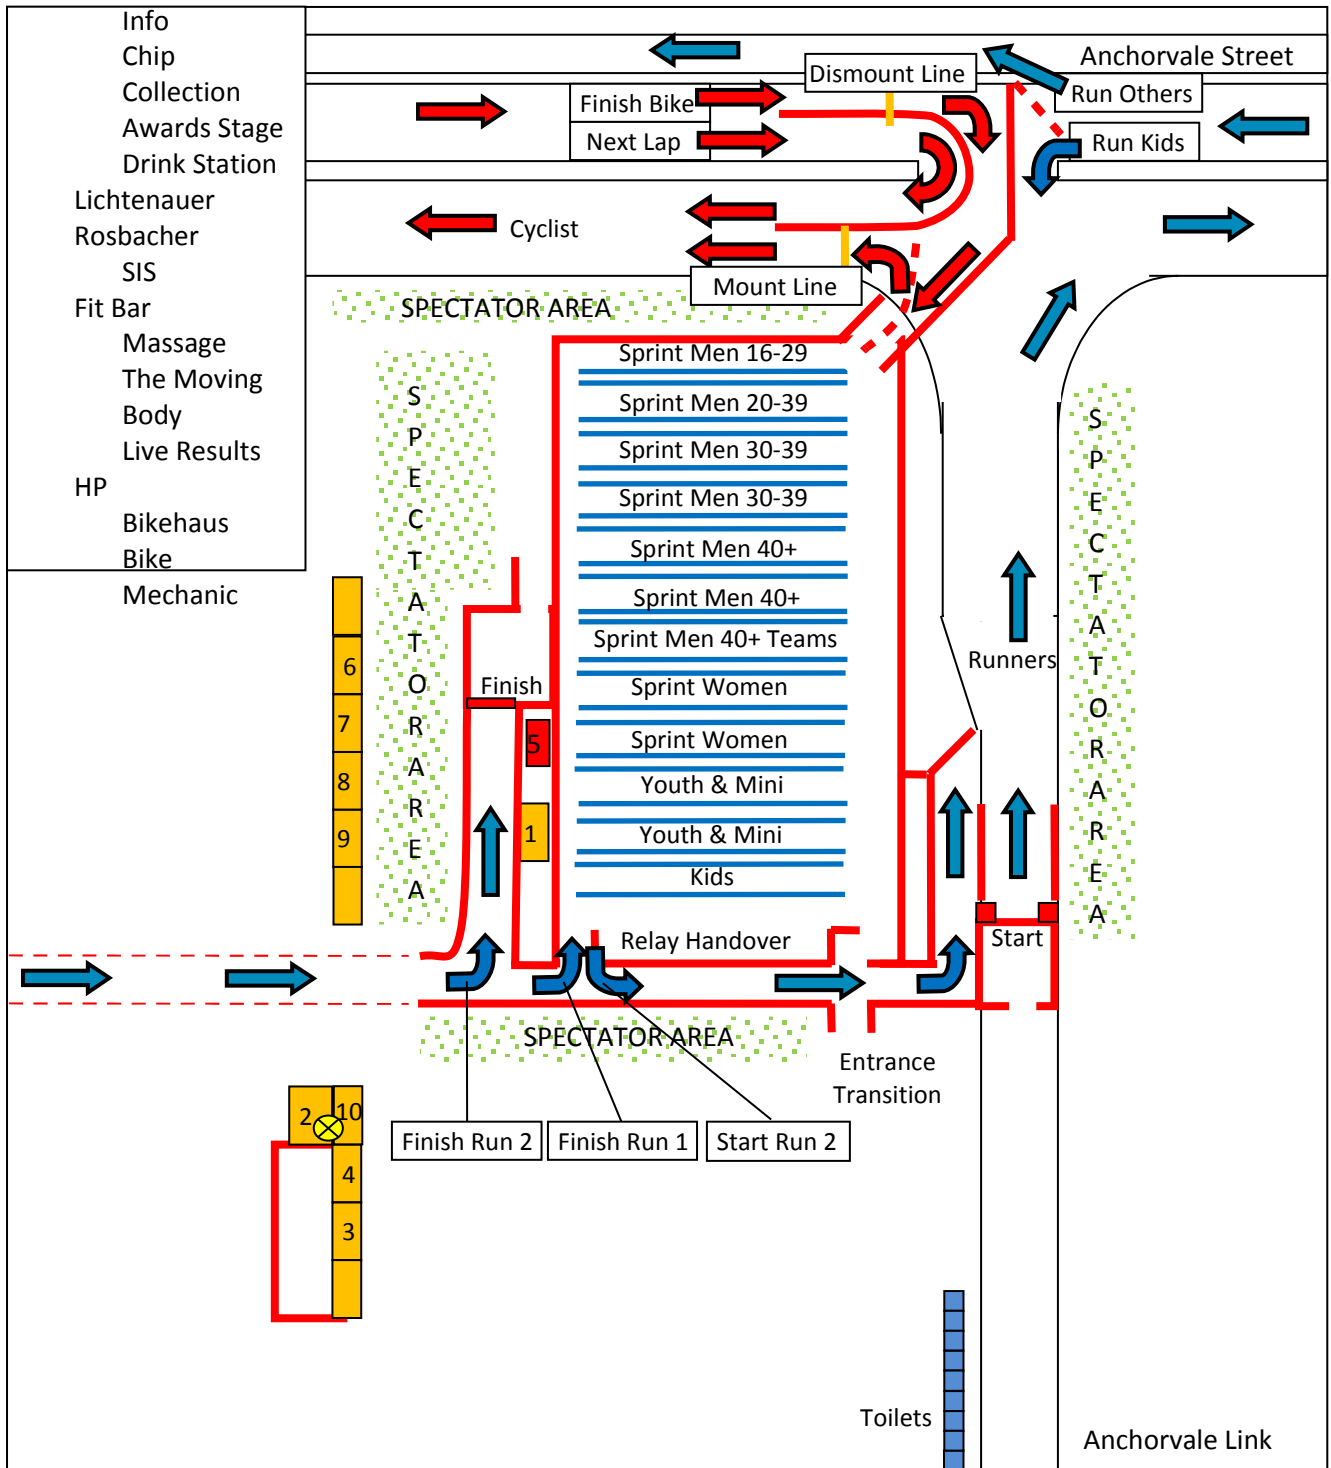 Info
Chip
Collection
Awards Stage
Drink Station
Lichtenauer
Rosbacher
SIS
Fit Bar
Massage
The Moving
Body
Live Results
HP
Bikehaus
Bike
Mechanic
Anchorvale Street
Dismount Line
Run Others
Finish Bike
Next Lap
Run Kids
Cyclist
Mount Line
SPECTATOR AREA
Sprint Men 16-29
Sprint Men 20-39
Sprint Men 30-39
Sprint Men 30-39
Sprint Men 40+
Sprint Men 40+
Sprint Men 40+ Teams
Sprint Women
Sprint Women
Youth & Mini
Youth & Mini
Kids
SPECTATOR AREA
SPECTATOR AREA
Runners
Finish
6
7
8
9
5
1
Relay Handover
Start
SPECTATOR AREA
Entrance
Transition
Finish Run 2
Finish Run 1
Start Run 2
2
10
4
3
Toilets
Anchorvale Link